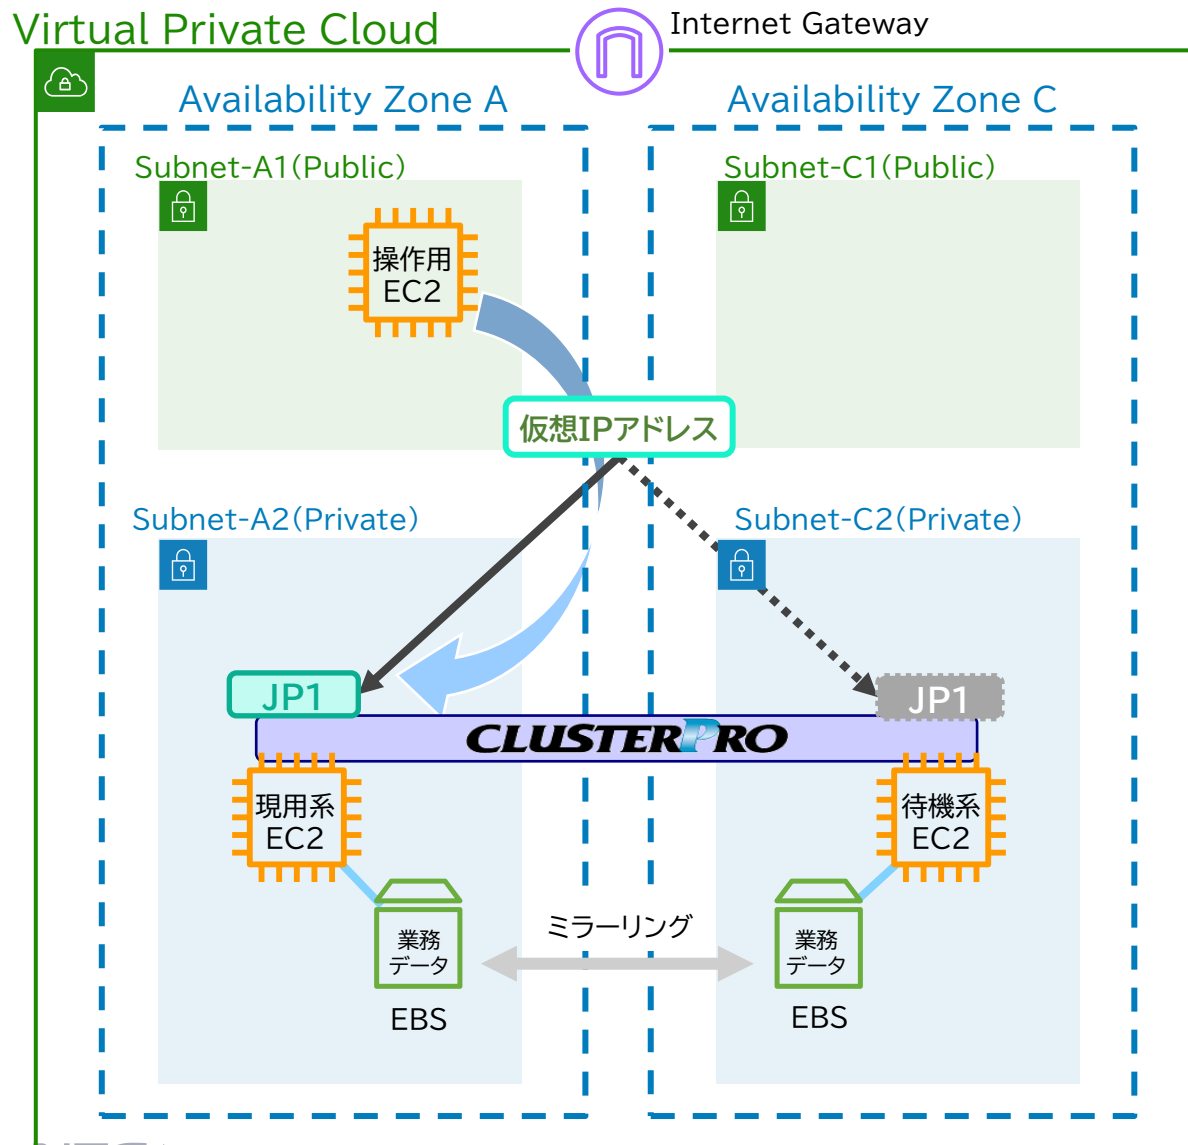 Virtual Private Cloud
Internet Gateway
Availability Zone A
Availability Zone C
Subnet-A1(Public)
Subnet-C1(Public)
操作用
EC2
仮想IPアドレス
Subnet-A2(Private)
Subnet-C2(Private)
JP1
JP1
CLUSTERPRO
現用系
EC2
待機系
EC2
ミラーリング
業務
データ
業務
データ
EBS
EBS